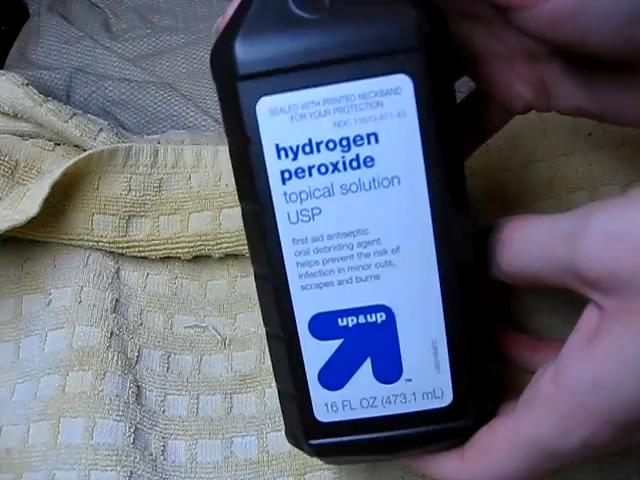 SEALED WITH PRINTED NECKBAND
FOR YOUR PROTECTION
hydrogen
peroxide
topical solution
USP
first aid antiseptic
oral debriding agent
helps prevent the risk of
infection in minor cuts,
scrapes and burns
up&up
™
16 FL OZ (473.1 mL)